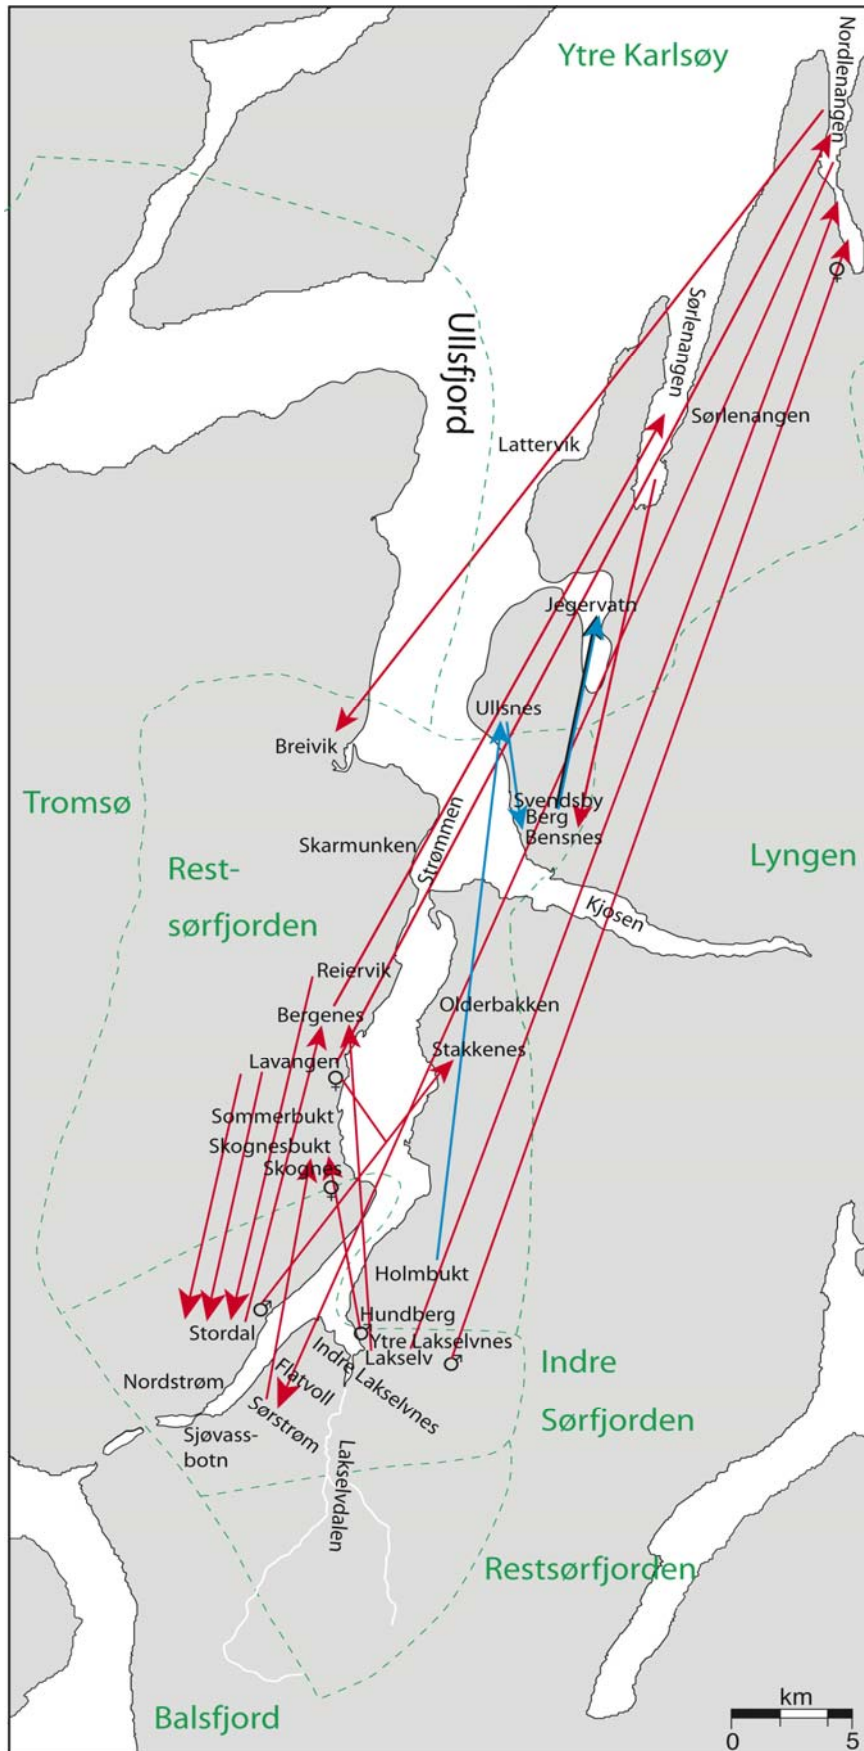 Ytre Karlsøy
Nordlenangen
♀
Sørlenangen
Ullsfjord
Sørlenangen
Lattervik
Jegervatn
Ullsnes
Breivik
Tromsø
Svendsby
Berg
Bensnes
Strømmen
Skarmunken
Lyngen
Rest-
sørfjorden
Kjosen
Reiervik
Olderbakken
Bergenes
Stakkenes
Lavangen
♀
Sommerbukt
Skognesbukt
Skognes
♀
Holmbukt
♂
Hundberg
Stordal
♂
Ytre Lakselvnes
Lakselv
♂
Indre
Sørfjorden
Indre Lakselvnes
Nordstrøm
Flatvoll
Sørstrøm
Sjøvass-
botn
Lakselvdalen
Restsørfjorden
Balsfjord
km
0 5